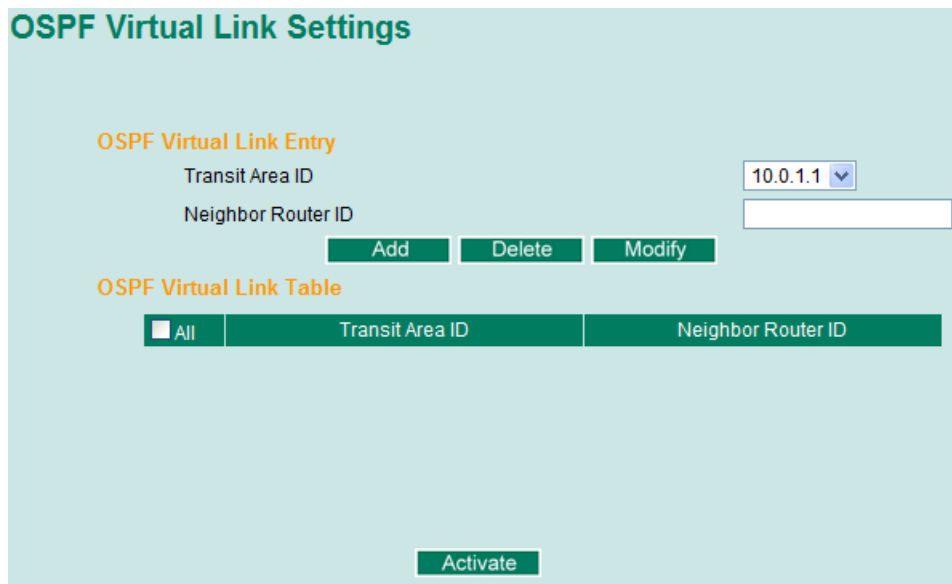 OSPF Virtual Link Settings
OSPF Virtual Link Entry
Transit Area ID 10.0.1.1
Neighbor Router ID
Add Delete Modify
OSPF Virtual Link Table
All Transit Area ID Neighbor Router ID
Activate